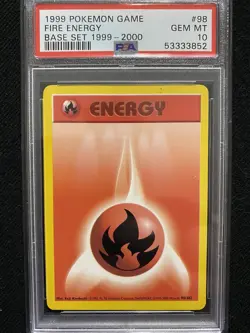 1999 POKEMON GAME #98
FIRE ENERGY GEM MT
BASE SET 1999-2000 PSA 10
53333852
ENERGY